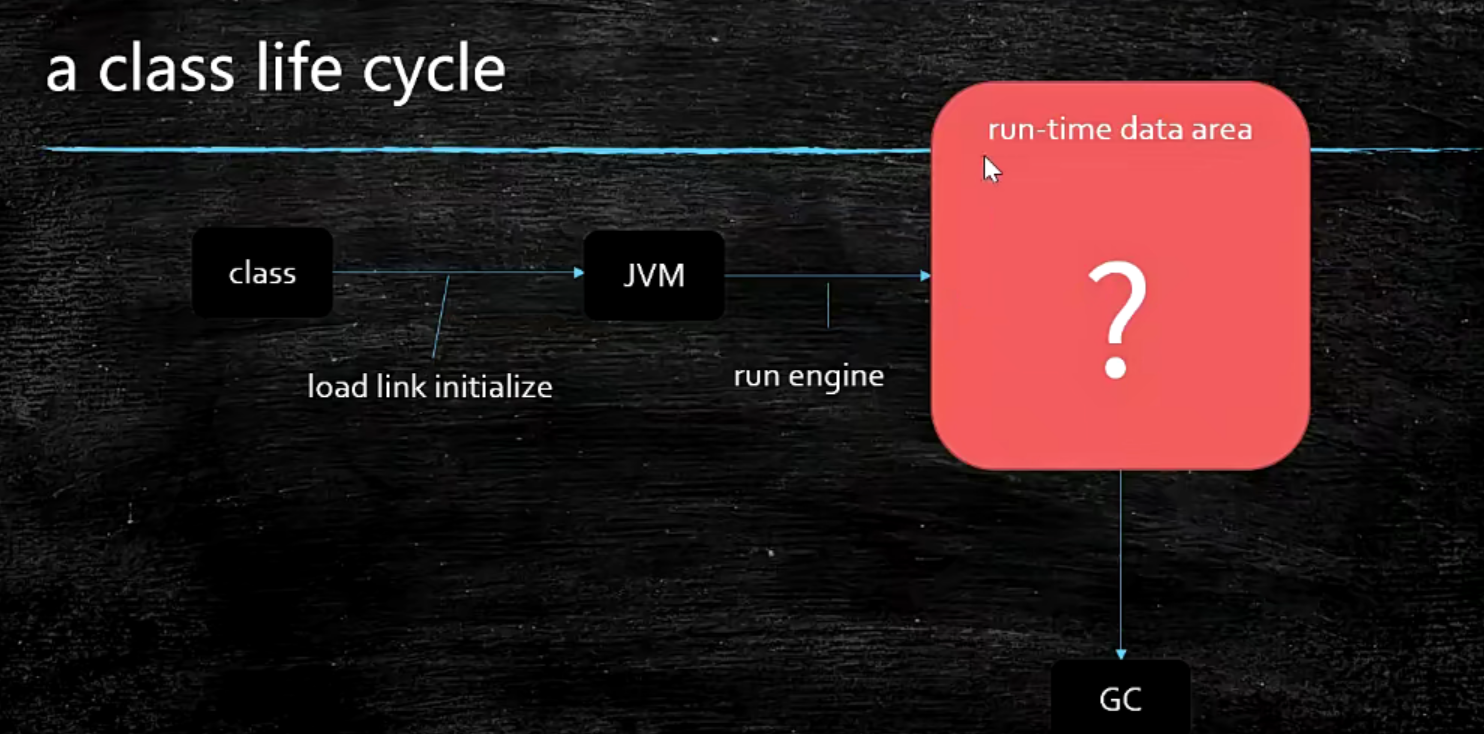 a class life cycle
run-time data area
class
JVM
?
load link initialize
run engine
GC